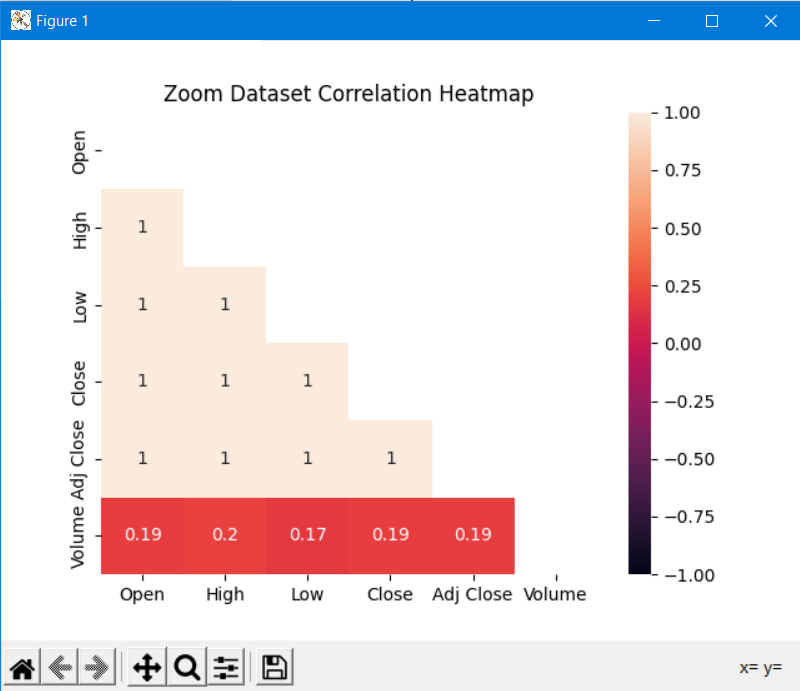 Figure 1
Zoom Dataset Correlation Heatmap
Open
High
1
Low
1 1
Close
1 1 1
Adj Close
1 1 1 1
Volume
0.19 0.2 0.17 0.19 0.19
Open High Low Close Adj Close Volume
1.00
0.75
0.50
0.25
0.00
−0.25
−0.50
−0.75
−1.00
x= y=